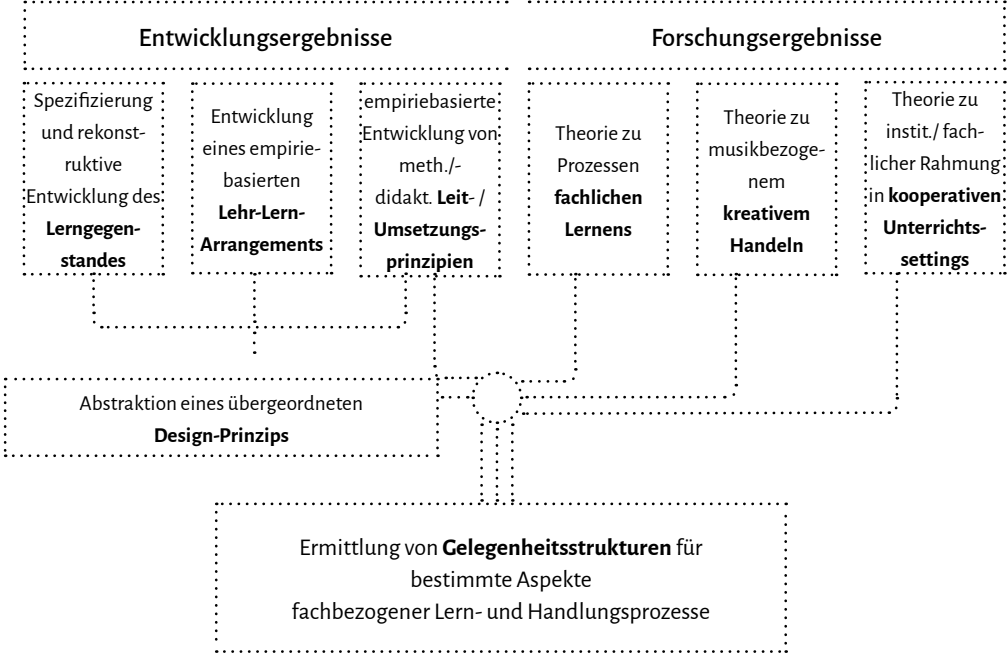 Entwicklungsergebnisse
Forschungsergebnisse
Spezifizierung
und rekonst-
ruktive
Entwicklung des
Lerngegen-
standes
Entwicklung
eines empirie-
basierten
Lehr-Lern-
Arrangements
empiriebasierte
Entwicklung von
meth./-
didakt. Leit- /
Umsetzungs-
prinzipien
Theorie zu
Prozessen
fachlichen
Lernens
Theorie zu
musikbezoge-
nem
kreativem
Handeln
Theorie zu
instit./ fach-
licher Rahmung
in kooperativen
Unterrichts-
settings
Abstraktion eines übergeordneten
Design-Prinzips
Ermittlung von Gelegenheitsstrukturen für
bestimmte Aspekte
fachbezogener Lern- und Handlungsprozesse